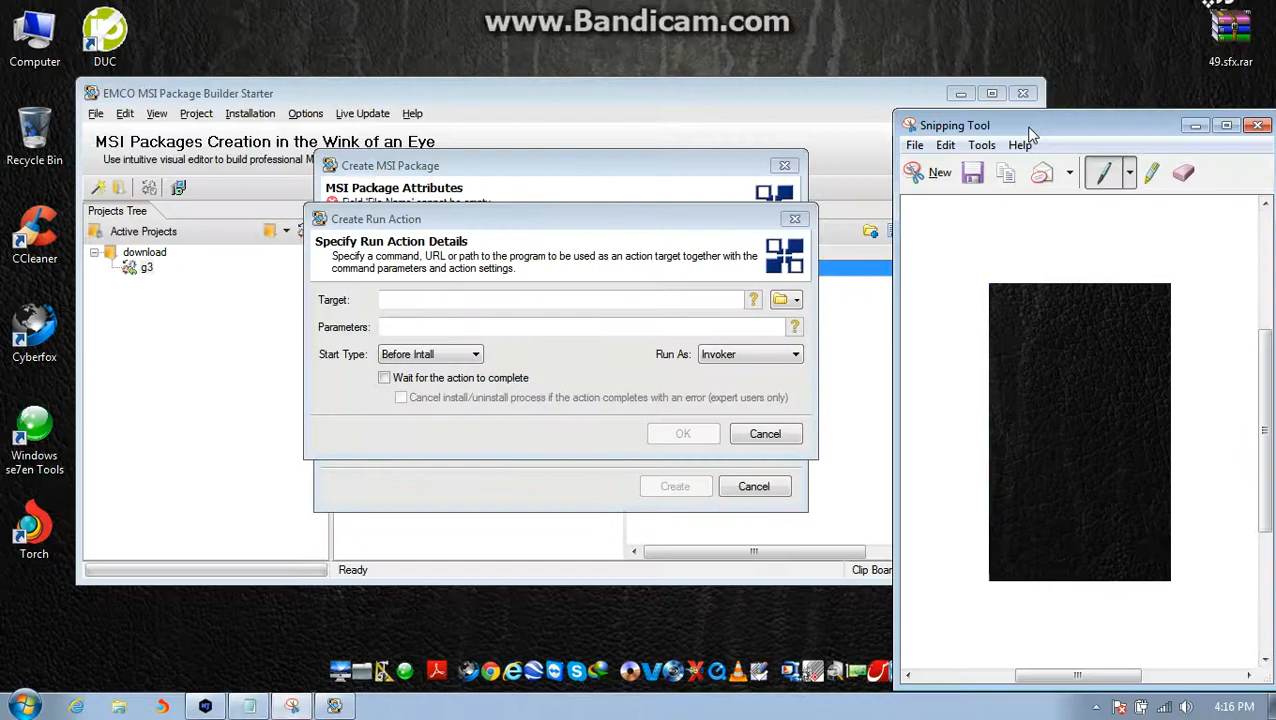 www.Bandicam.com
Computer
DUC
49.sfx.rar
Recycle Bin
CCleaner
Cyberfox
Windows
se7en Tools
Torch
EMCO MSI Package Builder Starter
File Edit View Project Installation Options Live Update Help
MSI Packages Creation in the Wink of an Eye
Use intuitive visual editor to build professional M
Projects Tree
Active Projects
download
g3
Create MSI Package
MSI Package Attributes
Field 'File Name' cannot be empty
Create Run Action
Specify Run Action Details
Specify a command, URL or path to the program to be used as an action target together with the
command parameters and action settings.
Target:
Parameters:
Start Type: Before Intall Run As: Invoker
Wait for the action to complete
Cancel install/uninstall process if the action completes with an error (expert users only)
OK Cancel
Create Cancel
Ready Clip Board
Snipping Tool
File Edit Tools Help
New
4:16 PM